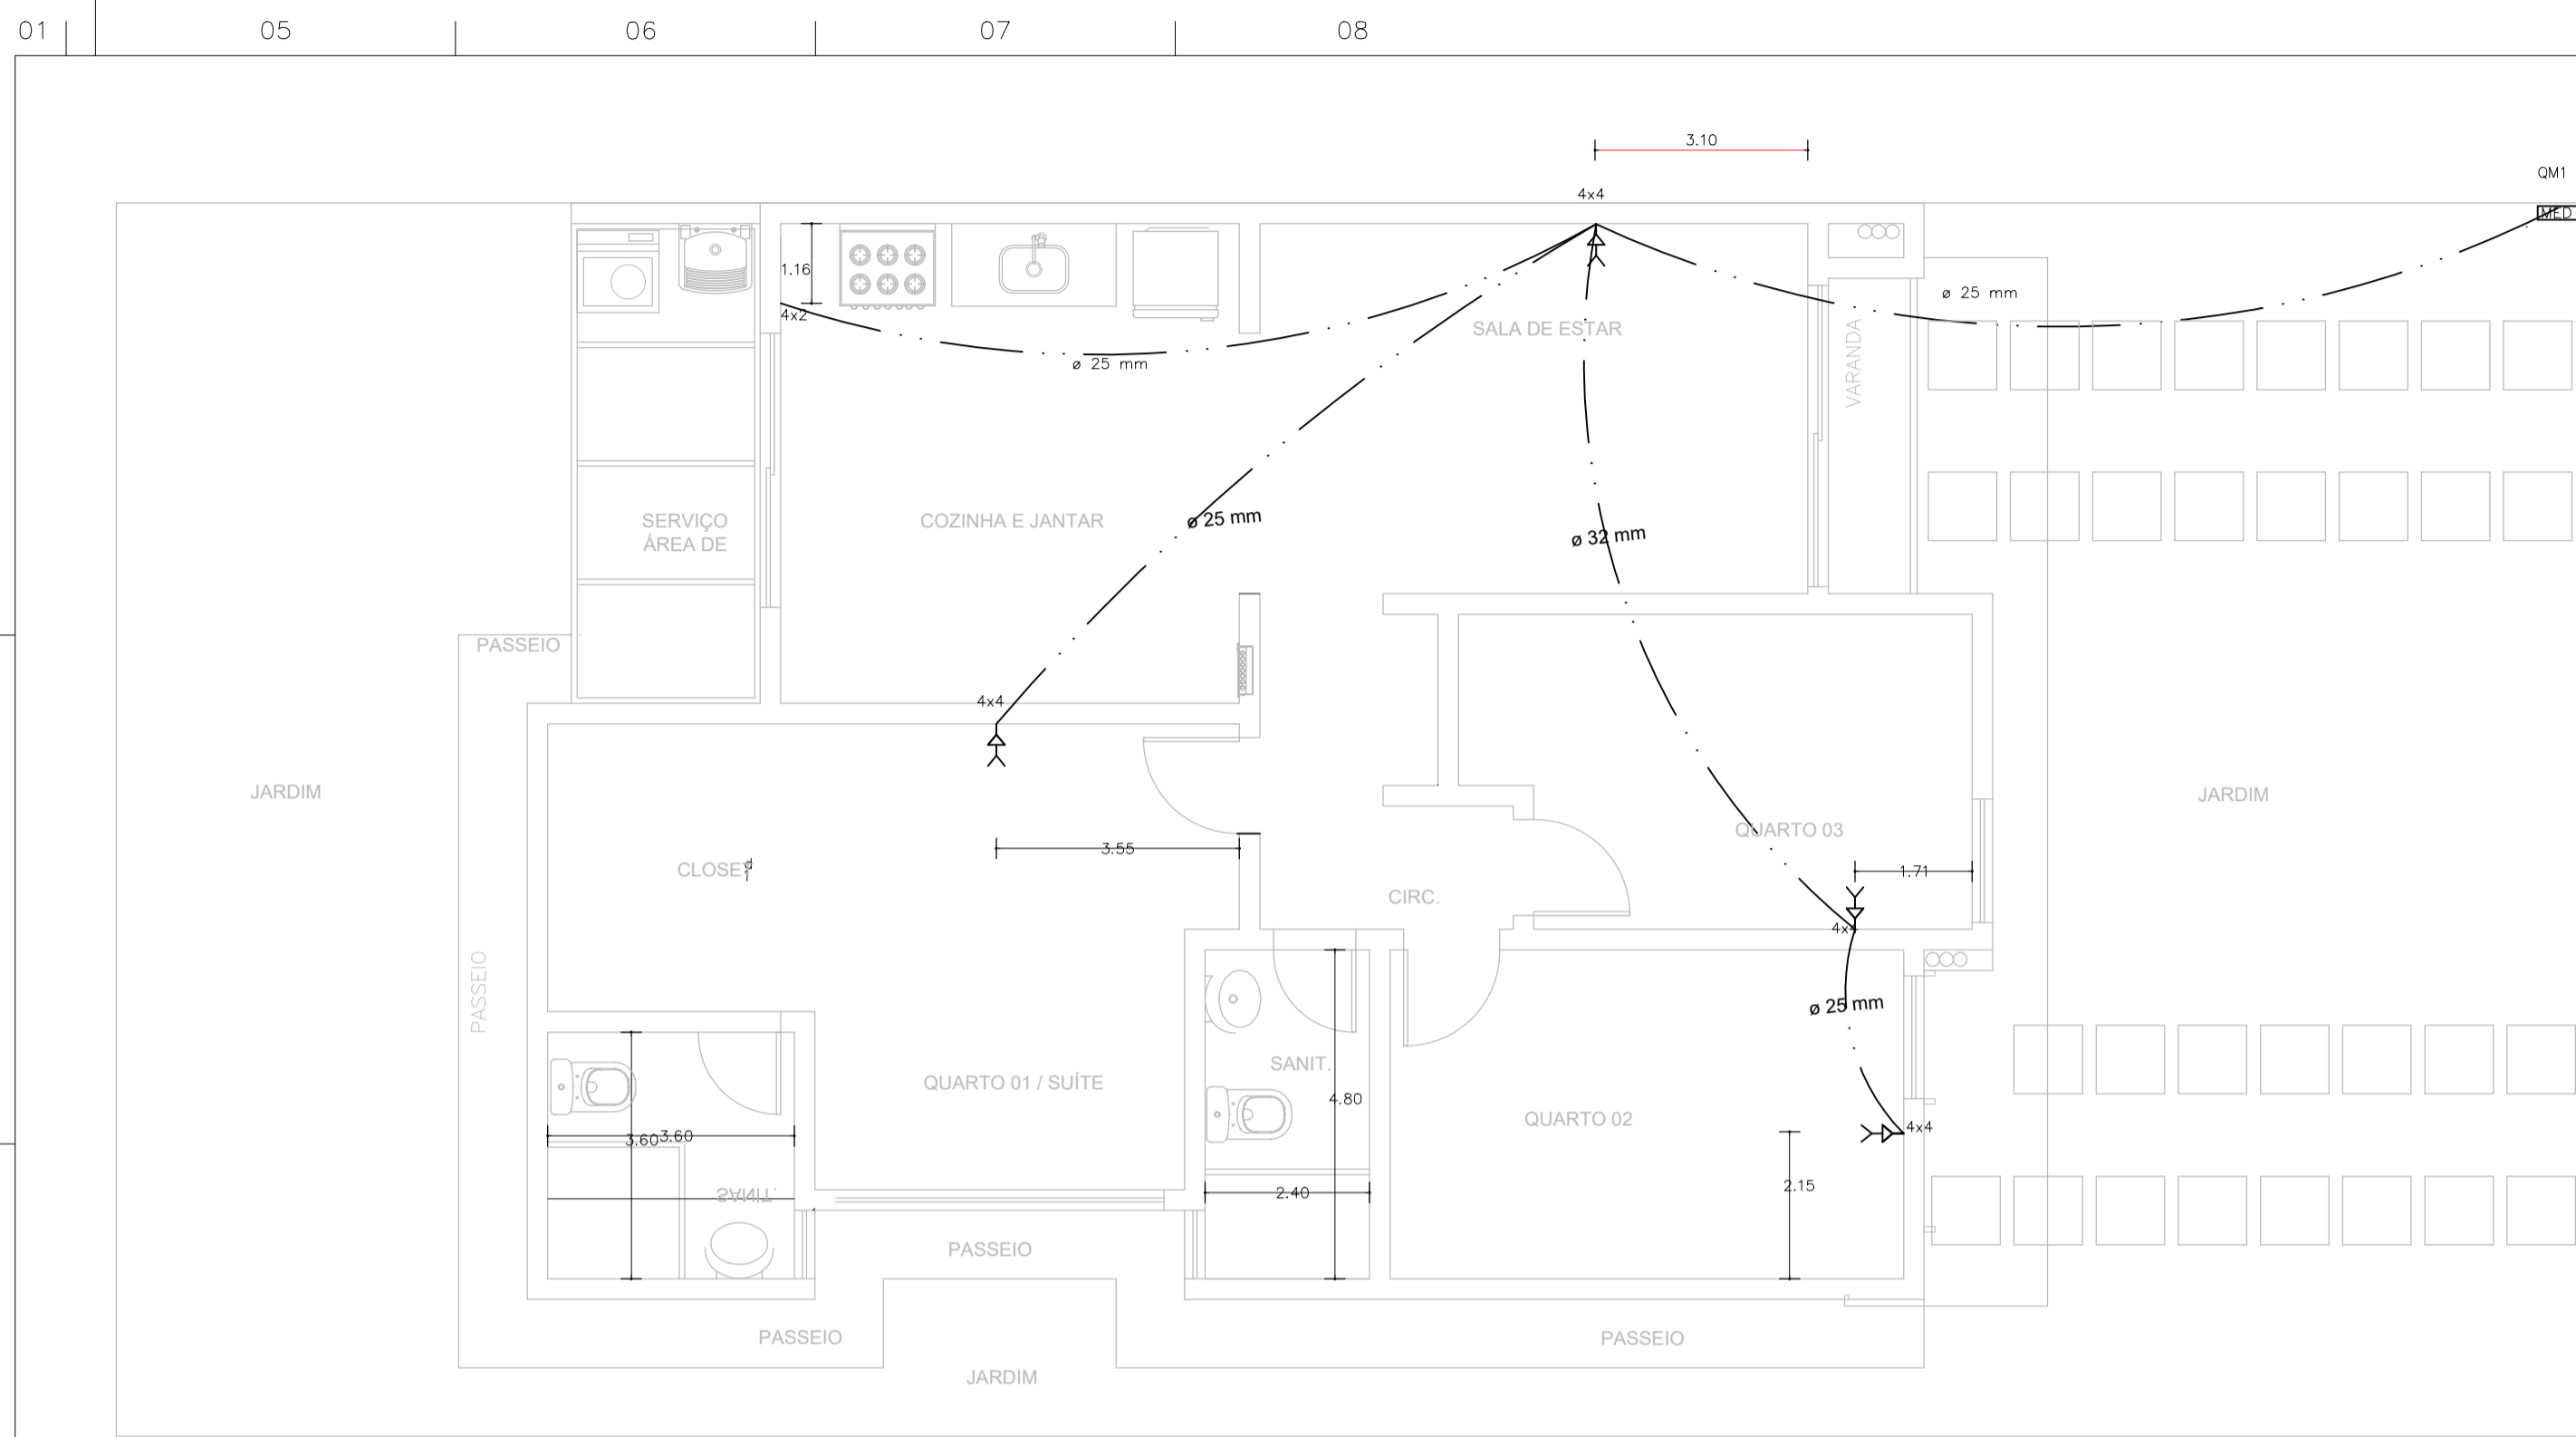 01
05
06
07
08
3.10
4x4
QM1
MED
1.16
4x2
ø 25 mm
SALA DE ESTAR
ø 25 mm
VARANDA
SERVIÇO
ÁREA DE
COZINHA E JANTAR
ø 25 mm
ø 32 mm
PASSEIO
4x4
JARDIM
JARDIM
QUARTO 03
3.55
CLOSET
1.71
CIRC.
4x4
PASSEIO
ø 25 mm
SANIT.
QUARTO 01 / SUÍTE
4.80
QUARTO 02
4x4
3.60
3.60
2.15
SANIT.
2.40
PASSEIO
PASSEIO
PASSEIO
JARDIM